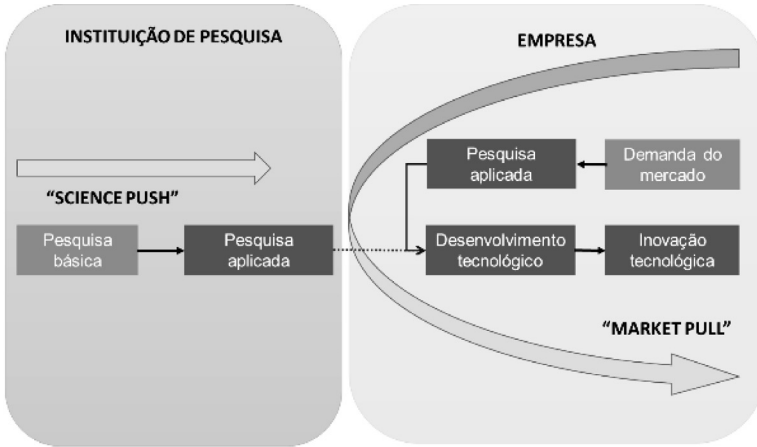 INSTITUIÇÃO DE PESQUISA
"SCIENCE PUSH"
Pesquisa
básica
Pesquisa
aplicada
EMPRESA
Pesquisa
aplicada
Demanda do
mercado
Desenvolvimento
tecnológico
Inovação
tecnológica
"MARKET PULL"